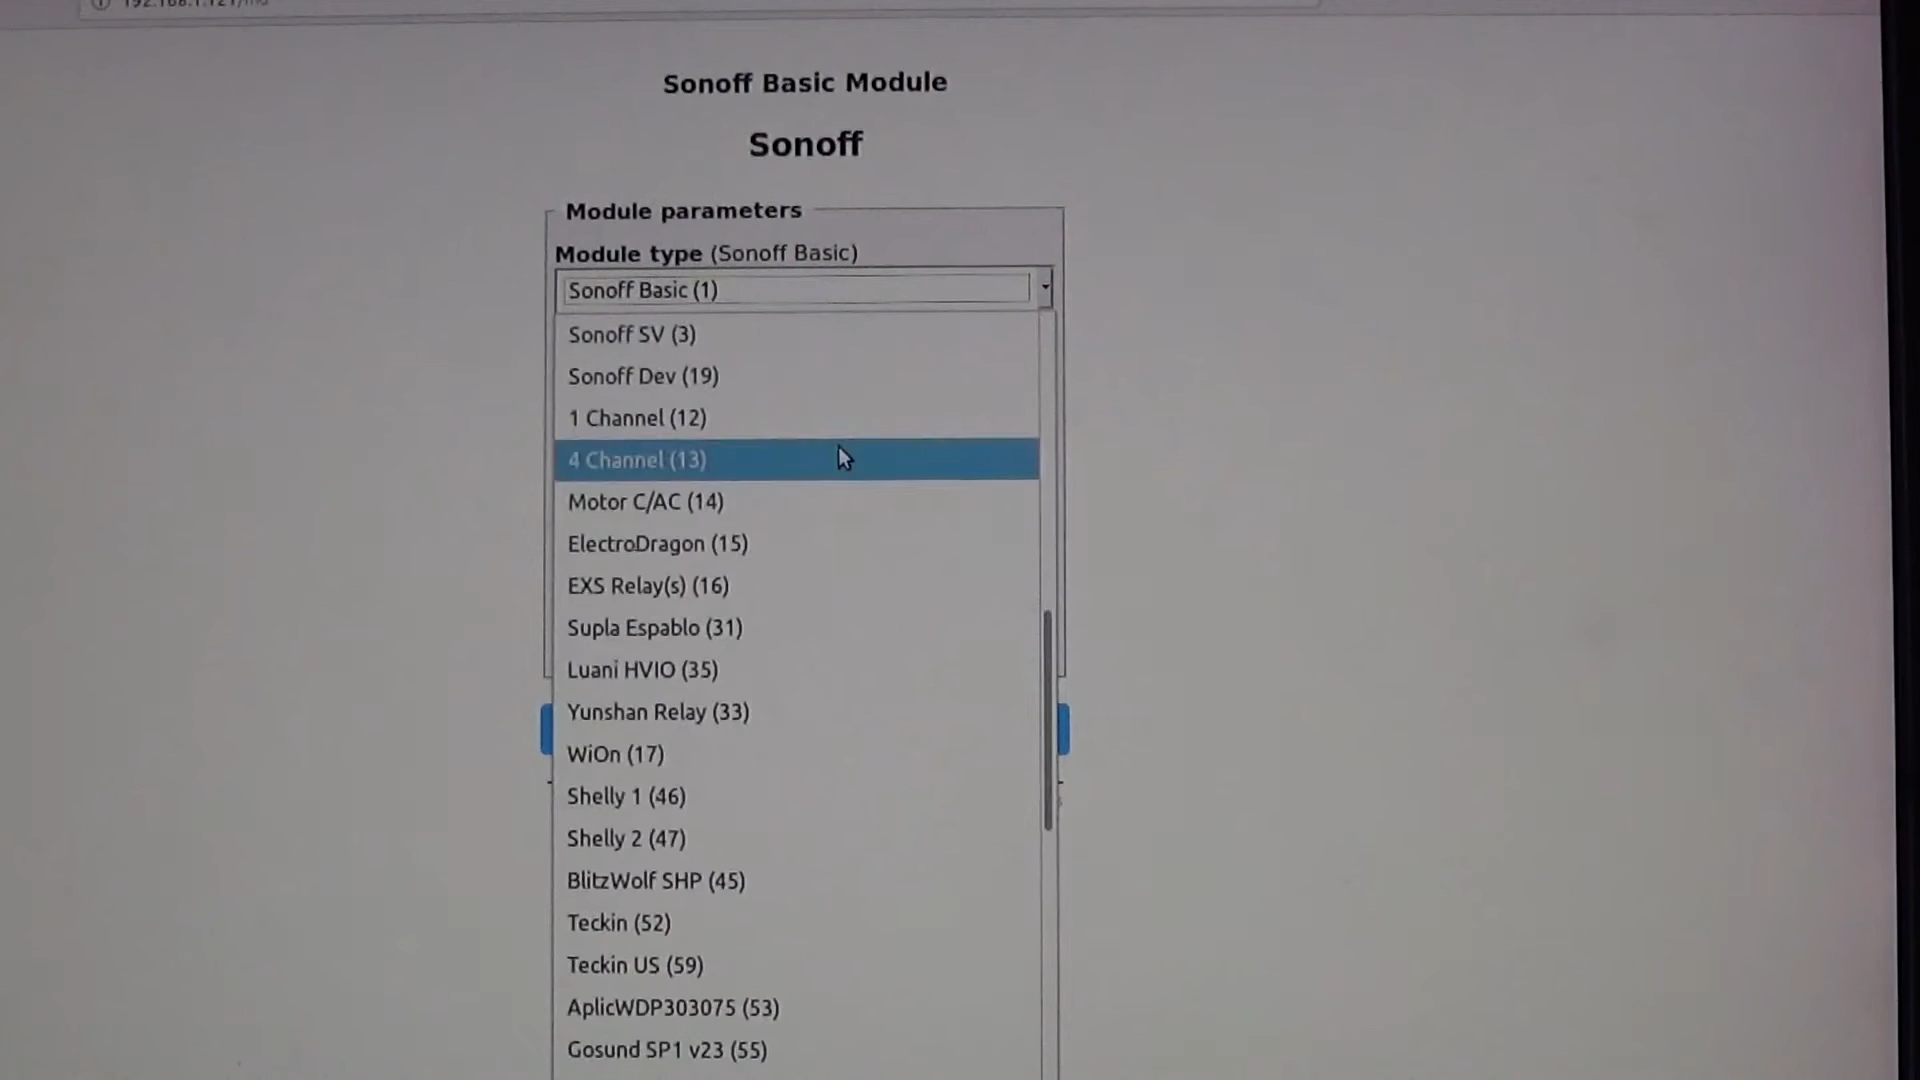 Sonoff Basic Module
Sonoff
Module parameters
Module type (Sonoff Basic)
Sonoff Basic (1)
Sonoff SV (3)
Sonoff Dev (19)
1 Channel (12)
4 Channel (13)
Motor C/AC (14)
ElectroDragon (15)
EXS Relay(s) (16)
Supla Espablo (31)
Luani HVIO (35)
Yunshan Relay (33)
WiOn (17)
Shelly 1 (46)
Shelly 2 (47)
BlitzWolf SHP (45)
Teckin (52)
Teckin US (59)
AplicWDP303075 (53)
Gosund SP1 v23 (55)